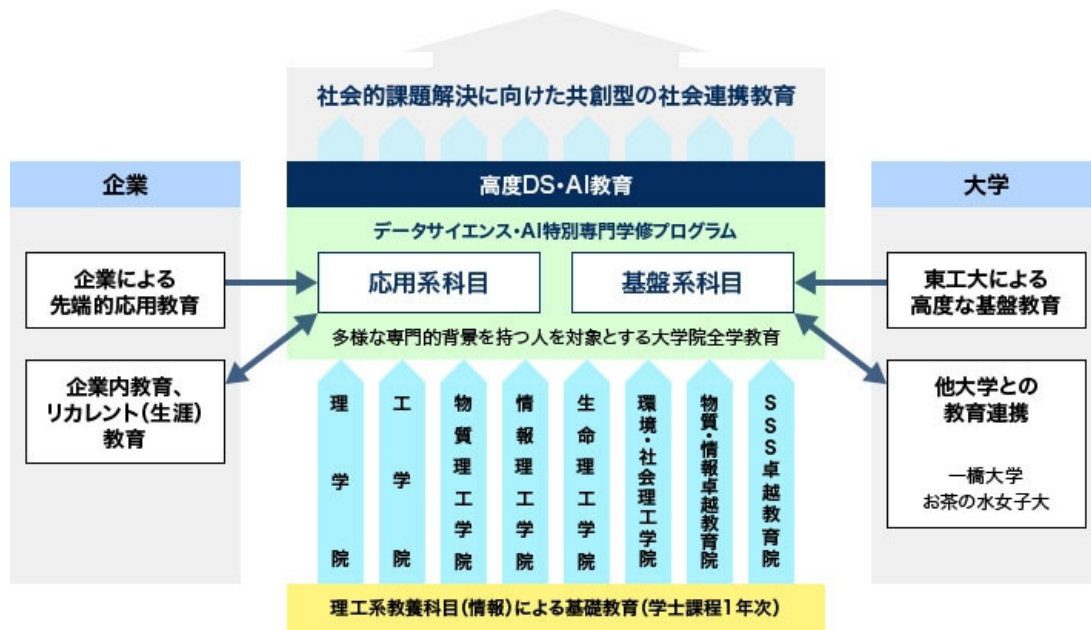 社会的課題解決に向けた共創型の社会連携教育
企業
高度DS・AI教育
大学
データサイエンス・AI特別専門学修プログラム
企業による
先端的応用教育
応用系科目
基盤系科目
東工大による
高度な基盤教育
多様な専門的背景を持つ人を対象とする大学院全学教育
企業内教育、
リカレント(生涯)
教育
理学院
工学院
物質理工学院
情報理工学院
生命理工学院
環境・社会理工学院
物質・情報卓越教育院
SSS卓越教育院
他大学との
教育連携
一橋大学
お茶の水女子大
理工系教養科目(情報)による基礎教育(学士課程1年次)